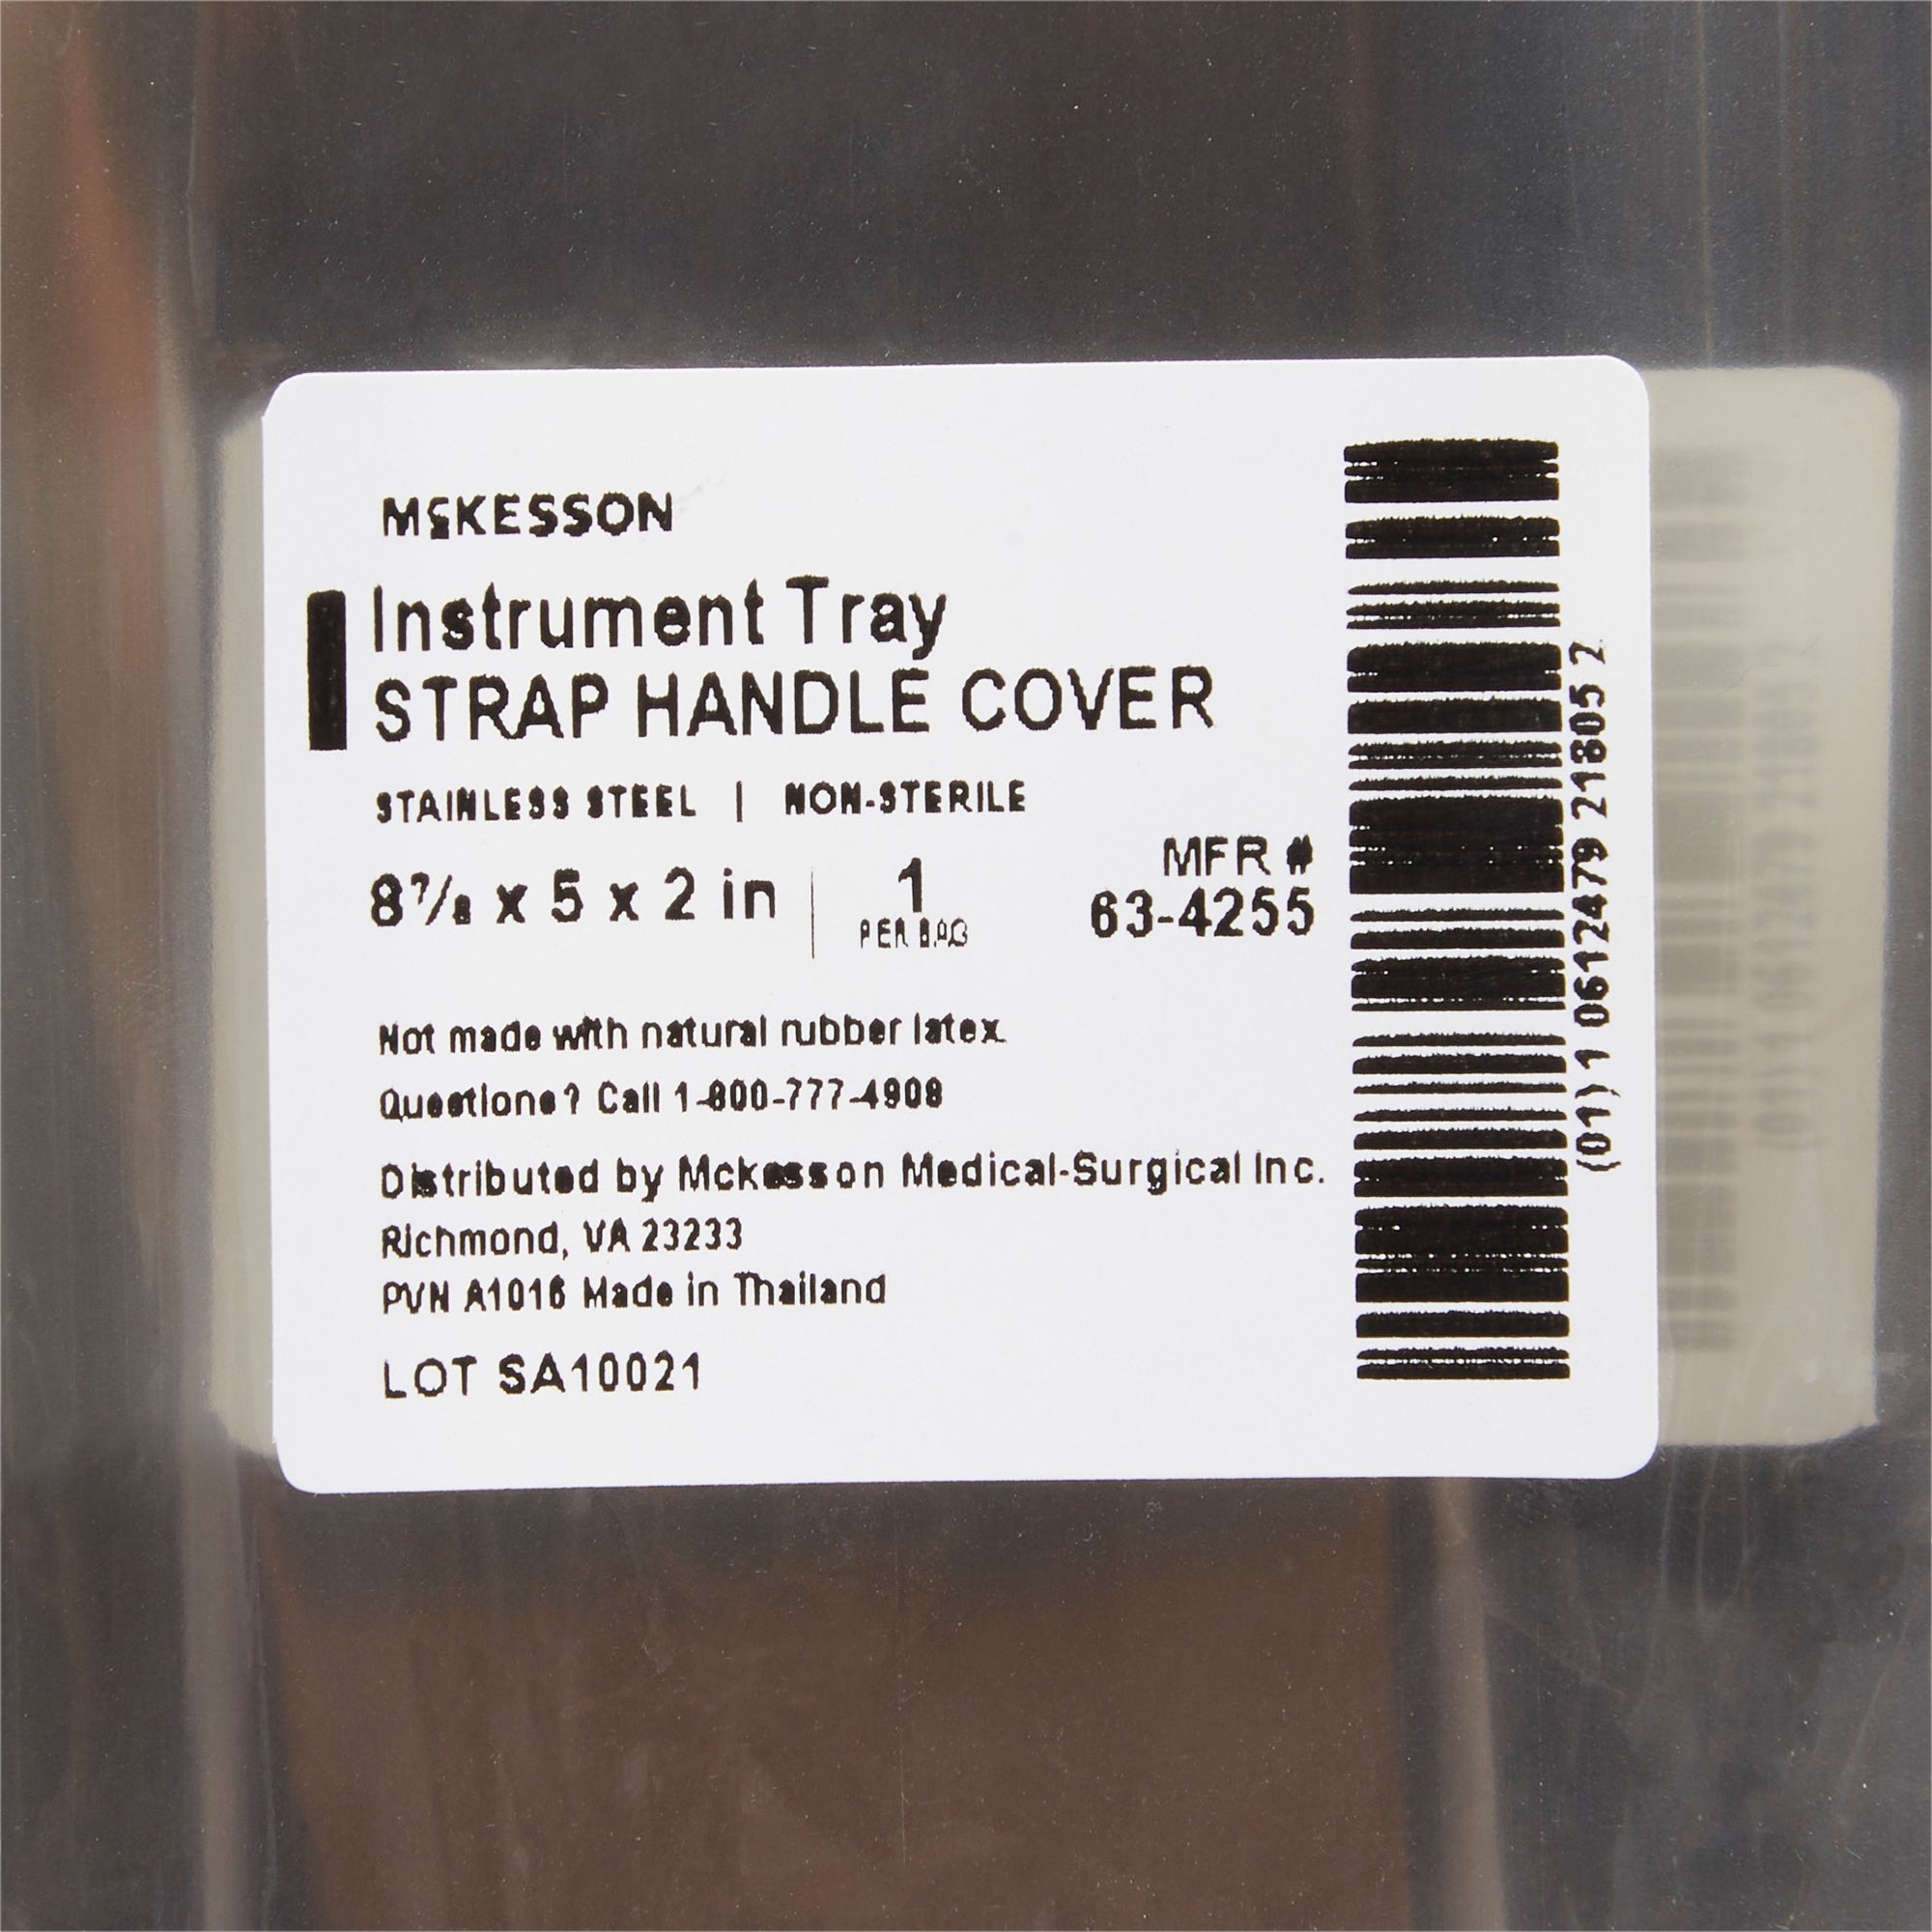 MCKESSON
Instrument Tray
STRAP HANDLE COVER
STAINLESS STEEL | NON-STERILE
8⅞ x 5 x 2 in | 1
PER BAG
MFR #
63-4255
Not made with natural rubber latex.
Questions? Call 1-800-777-4908
Distributed by Mckesson Medical-Surgical Inc.
Richmond, VA 23233
PVN A1016 Made in Thailand
LOT SA10021
(01) 1 0612479 21805 2